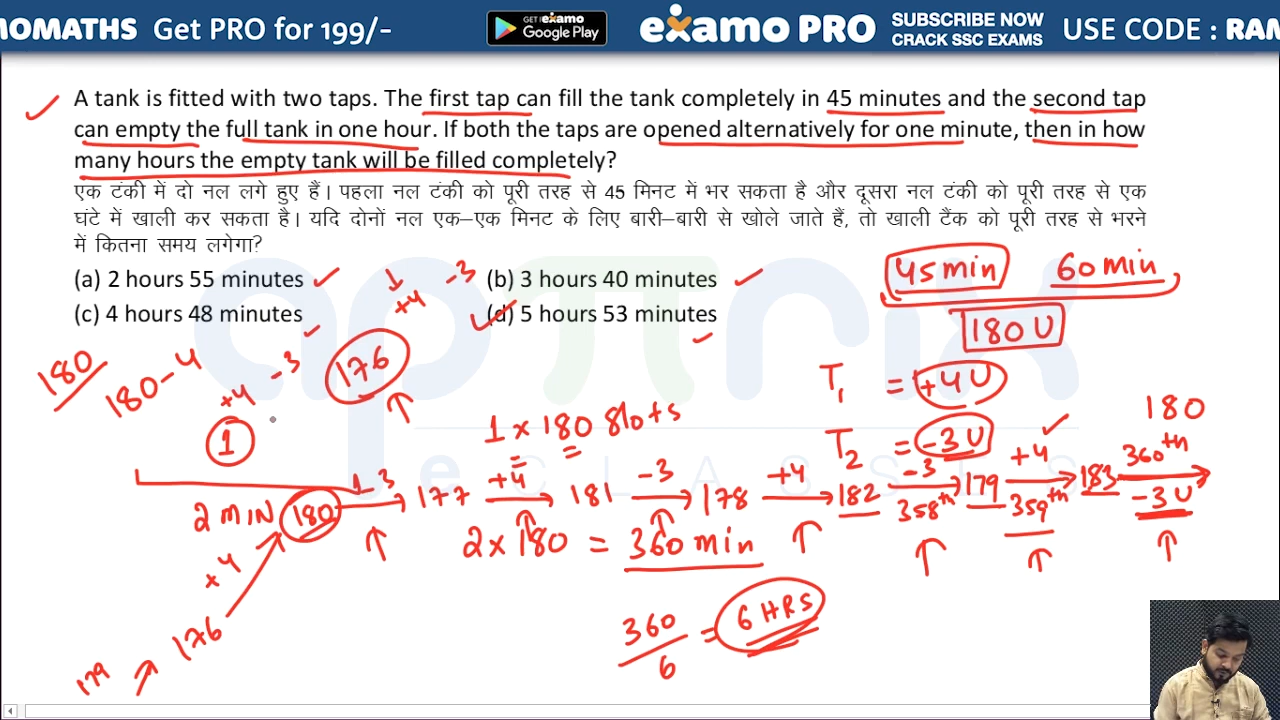 IOMATHS Get PRO for 199/- GET IT ON examo Google Play examo PRO SUBSCRIBE NOW CRACK SSC EXAMS USE CODE : RAM
A tank is fitted with two taps. The first tap can fill the tank completely in 45 minutes and the second tap
can empty the full tank in one hour. If both the taps are opened alternatively for one minute, then in how
many hours the empty tank will be filled completely?
एक टंकी में दो नल लगे हुए हैं। पहला नल टंकी को पूरी तरह से 45 मिनट में भर सकता है और दूसरा नल टंकी को पूरी तरह से एक
घंटे में खाली कर सकता है। यदि दोनों नल एक–एक मिनट के लिए बारी–बारी से खोले जाते हैं, तो खाली टैंक को पूरी तरह से भरने
में कितना समय लगेगा?
(a) 2 hours 55 minutes (b) 3 hours 40 minutes
(c) 4 hours 48 minutes (d) 5 hours 53 minutes
45 min 60 min
180 U
1 +4 -3
180 180-4 +4 -3 176
1
1 × 180 Slots
T1 = +4U
T2 = -3U
180
2 MIN 180 177 +4 181 -3 178 +4 182 -3 358th 179 +4 359th 183 360th -3U
2 × 180 = 360 min
+4
176
179
360/6 = 6 HRS